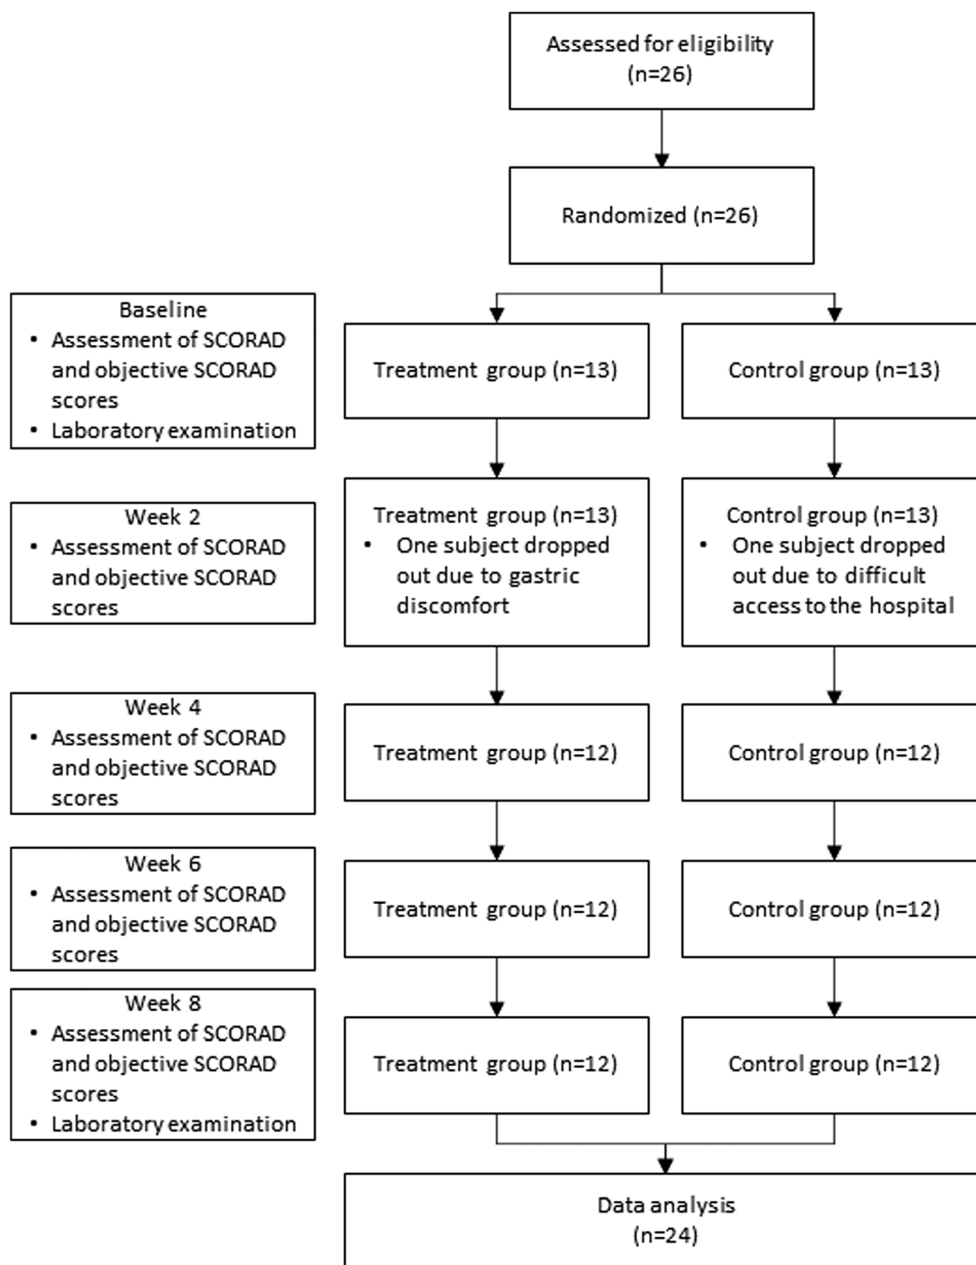 Assessed for eligibility
(n=26)
Randomized (n=26)
Baseline
• Assessment of SCORAD
and objective SCORAD
scores
• Laboratory examination
Treatment group (n=13)
Control group (n=13)
Week 2
• Assessment of SCORAD
and objective SCORAD
scores
Treatment group (n=13)
• One subject dropped
out due to gastric
discomfort
Control group (n=13)
• One subject dropped
out due to difficult
access to the hospital
Week 4
• Assessment of SCORAD
and objective SCORAD
scores
Treatment group (n=12)
Control group (n=12)
Week 6
• Assessment of SCORAD
and objective SCORAD
scores
Treatment group (n=12)
Control group (n=12)
Week 8
• Assessment of SCORAD
and objective SCORAD
scores
• Laboratory examination
Treatment group (n=12)
Control group (n=12)
Data analysis
(n=24)